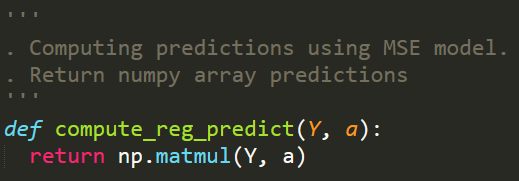 '''
. Computing predictions using MSE model.
. Return numpy array predictions
'''
def compute_reg_predict(Y, a):
  return np.matmul(Y, a)